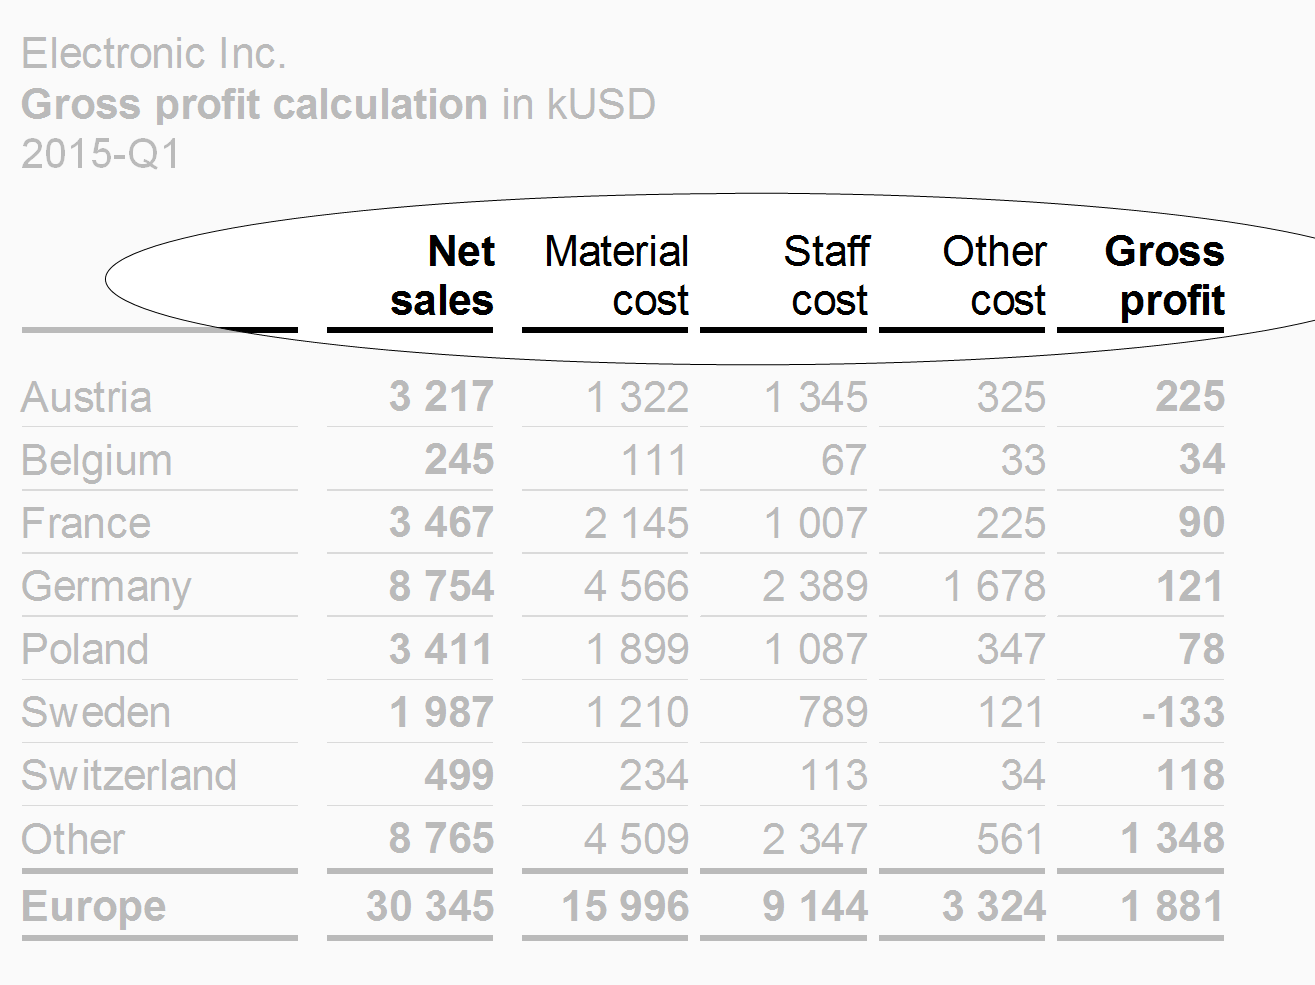 Electronic Inc.
Gross profit calculation in kUSD
2015-Q1
Net sales Material cost Staff cost Other cost Gross profit
Austria 3 217 1 322 1 345 325 225
Belgium 245 111 67 33 34
France 3 467 2 145 1 007 225 90
Germany 8 754 4 566 2 389 1 678 121
Poland 3 411 1 899 1 087 347 78
Sweden 1 987 1 210 789 121 -133
Switzerland 499 234 113 34 118
Other 8 765 4 509 2 347 561 1 348
Europe 30 345 15 996 9 144 3 324 1 881